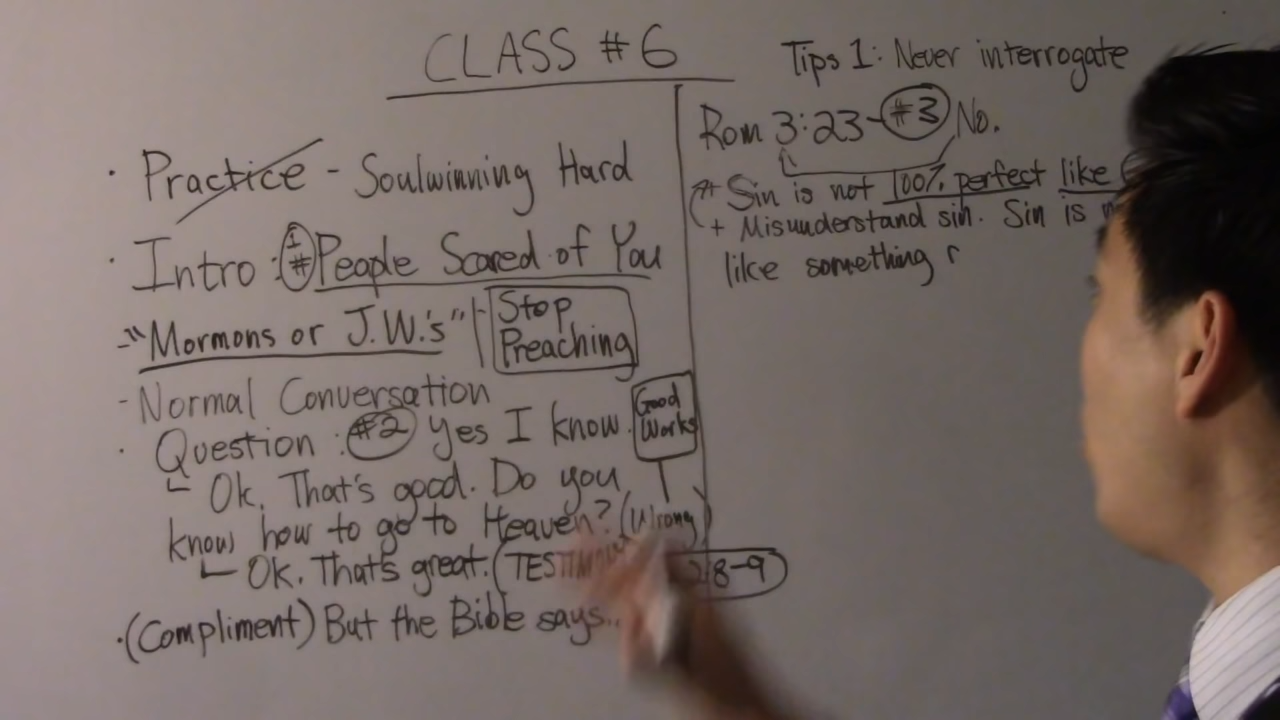 CLASS #6
· Practice - Soulwinning Hard
· Intro : #1 People Scared of You
- "Mormons or J.W.'s" - Stop Preaching
- Normal Conversation
· Question : #2 Yes I know. Good Works
Ok. That's good. Do you
know how to go to Heaven? (Wrong)
Ok. That's great. (TESTIMO 8-9
· (Compliment) But the Bible says..
Tips 1: Never interrogate
Rom 3:23 - #3 No.
+ Sin is not 100% perfect like
+ Misunderstand sin. Sin is
like something